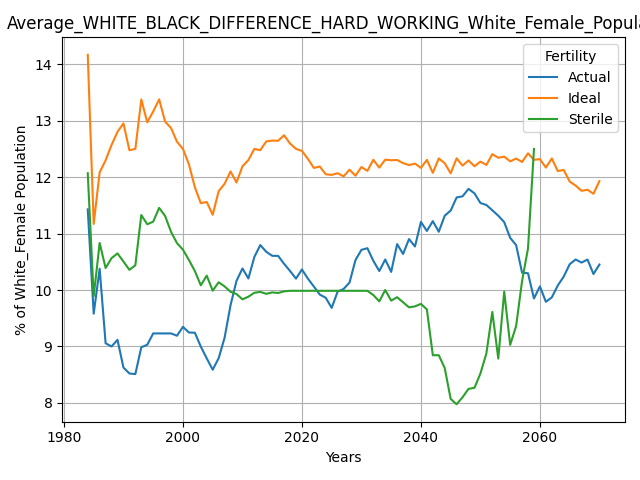 Average_WHITE_BLACK_DIFFERENCE_HARD_WORKING_White_Female_Popula
Fertility
Actual
Ideal
Sterile
% of White_Female Population
14
13
12
11
10
9
8
1980
2000
2020
2040
2060
Years